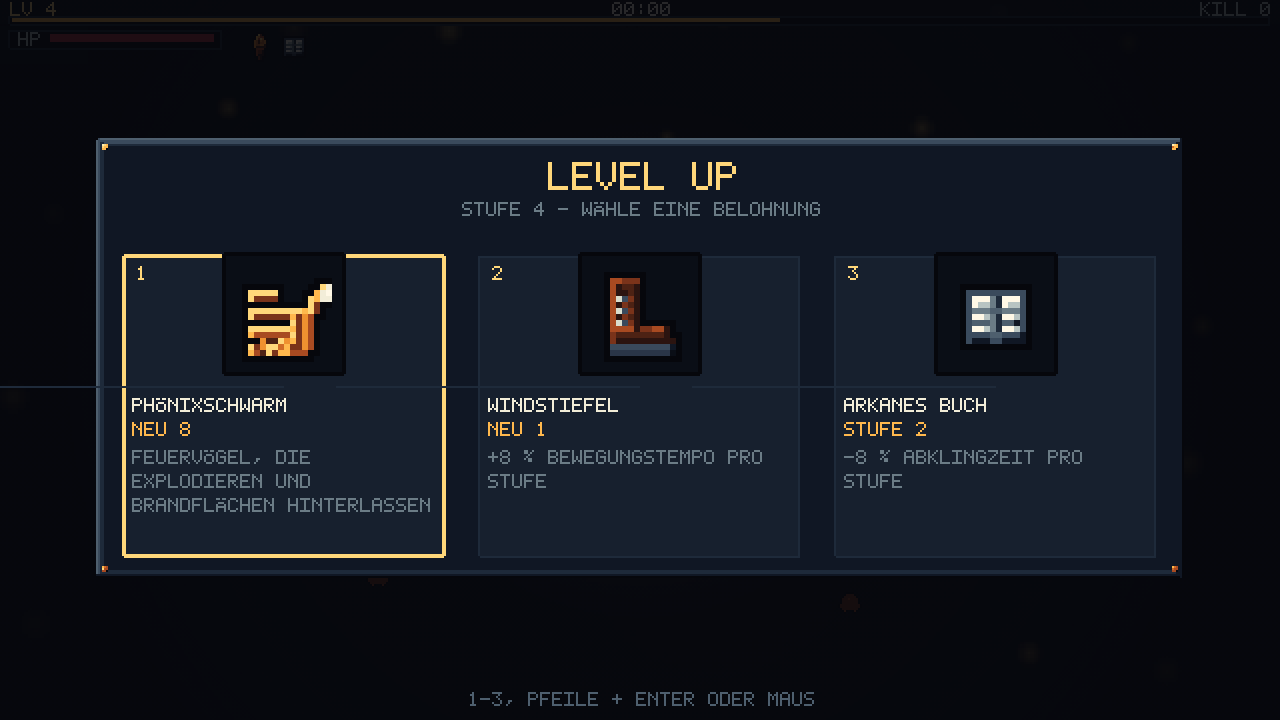 LV 4
00:00
KILL 0
HP
LEVEL UP
STUFE 4 - WÄHLE EINE BELOHNUNG
1
2
3
PHÖNIXSCHWARM
NEU 8
FEUERVÖGEL, DIE
EXPLODIEREN UND
BRANDFLÄCHEN HINTERLASSEN
WINDSTIEFEL
NEU 1
+8 % BEWEGUNGSTEMPO PRO
STUFE
ARKANES BUCH
STUFE 2
-8 % ABKLINGZEIT PRO
STUFE
1-3, PFEILE + ENTER ODER MAUS